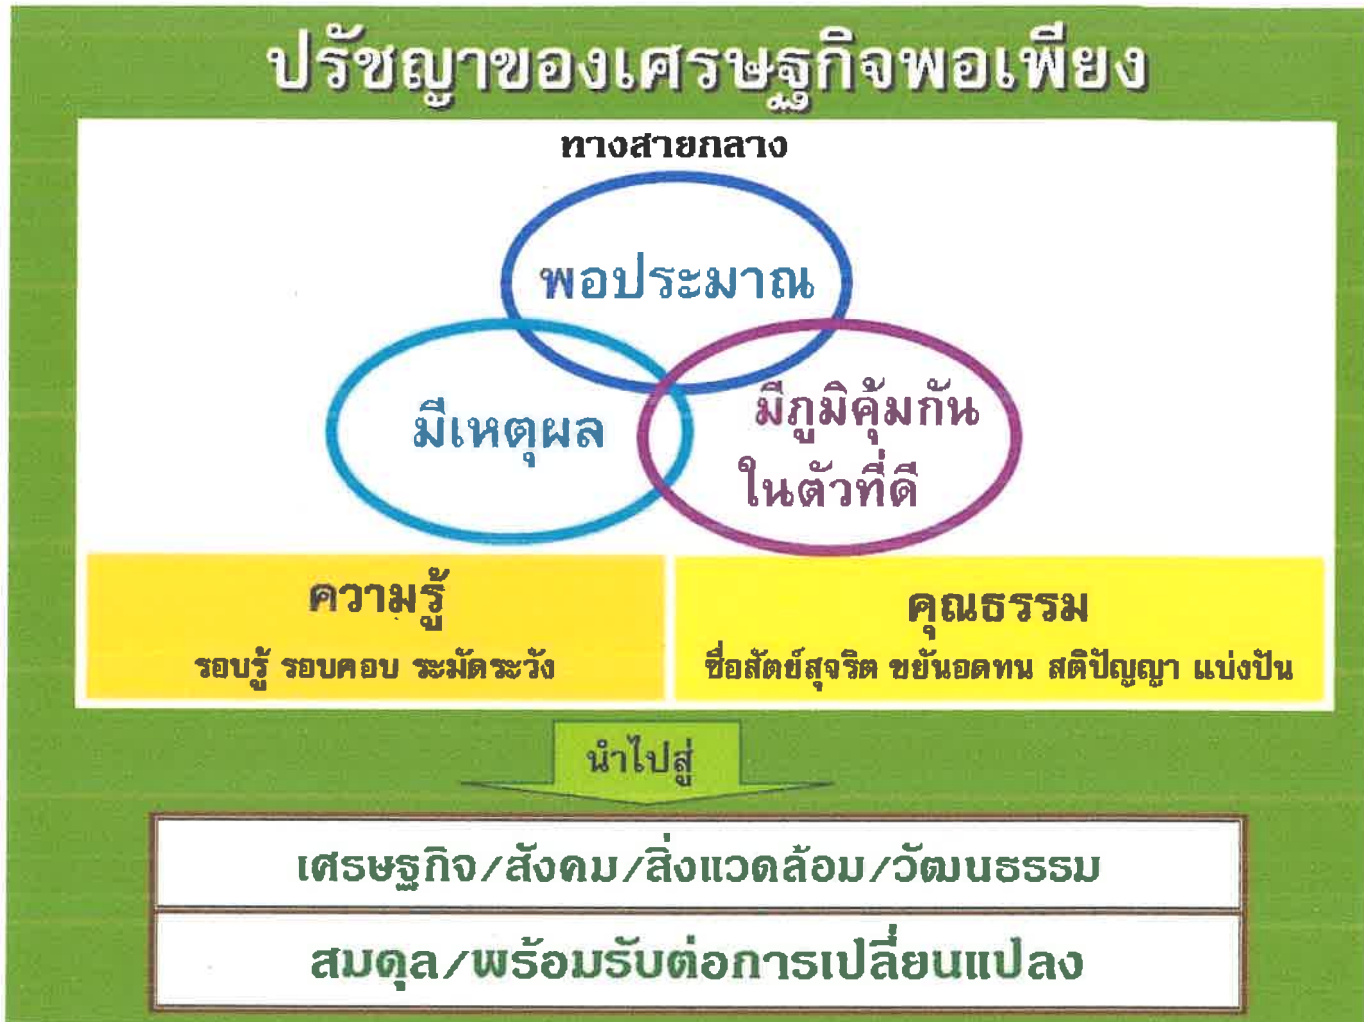 ปรัชญาของเศรษฐกิจพอเพียง
ทางสายกลาง
พอประมาณ
มีเหตุผล
มีภูมิคุ้มกัน
ในตัวที่ดี
ความรู้
รอบรู้ รอบคอบ ระมัดระวัง
คุณธรรม
ซื่อสัตย์สุจริต ขยันอดทน สติปัญญา แบ่งปัน
นำไปสู่
เศรษฐกิจ/สังคม/สิ่งแวดล้อม/วัฒนธรรม
สมดุล/พร้อมรับต่อการเปลี่ยนแปลง